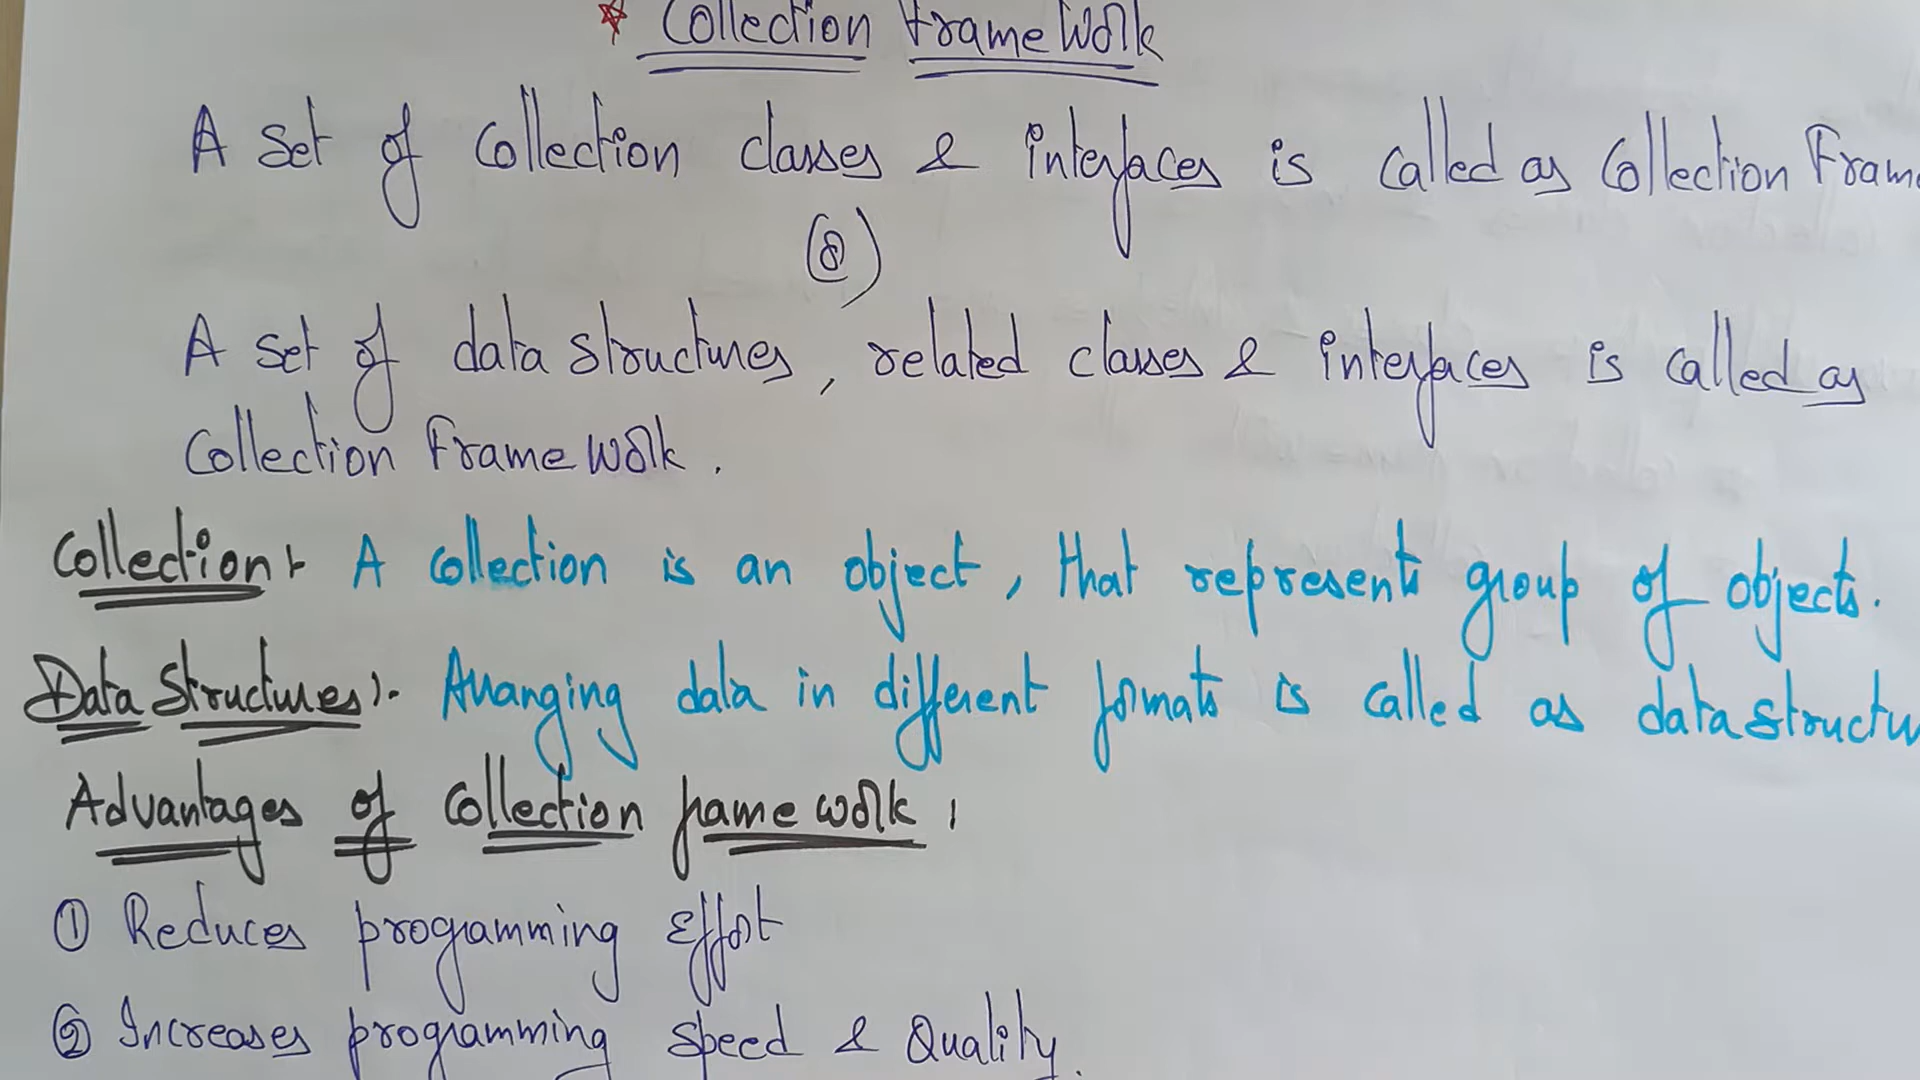 Collection Frame Work
A set of Collection classes & interfaces is called as Collection Frame
(or)
A set of data structures, related classes & interfaces is called as
Collection Frame Work.
Collection:- A collection is an object, that represents group of objects.
Data Structures:- Arranging data in different formats is called as data structu
Advantages of Collection frame work:
① Reduces programming Effort
② Increases programming speed & Quality.